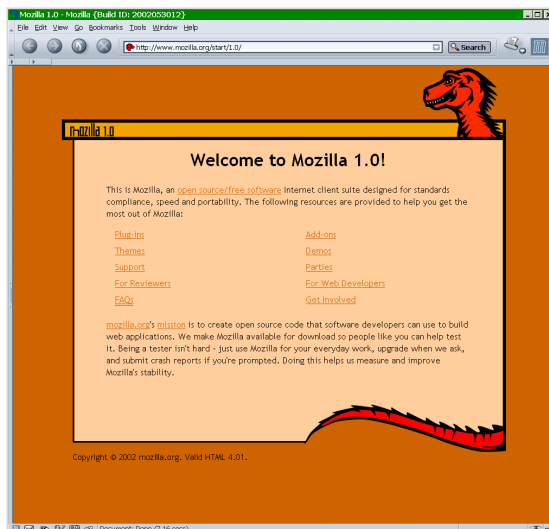 Mozilla 1.0 - Mozilla {Build ID: 2002053012}
File Edit View Go Bookmarks Tools Window Help
http://www.mozilla.org/start/1.0/ Search
mozilla 1.0
Welcome to Mozilla 1.0!
This is Mozilla, an open source/free software Internet client suite designed for standards
compliance, speed and portability. The following resources are provided to help you get the
most out of Mozilla:
Plug-ins Add-ons
Themes Demos
Support Parties
For Reviewers For Web Developers
FAQs Get Involved
mozilla.org's mission is to create open source code that software developers can use to build
web applications. We make Mozilla available for download so people like you can help test
it. Being a tester isn't hard - just use Mozilla for your everyday work, upgrade when we ask,
and submit crash reports if you're prompted. Doing this helps us measure and improve
Mozilla's stability.
Copyright © 2002 mozilla.org. Valid HTML 4.01.
Document: Done (7.16 secs)